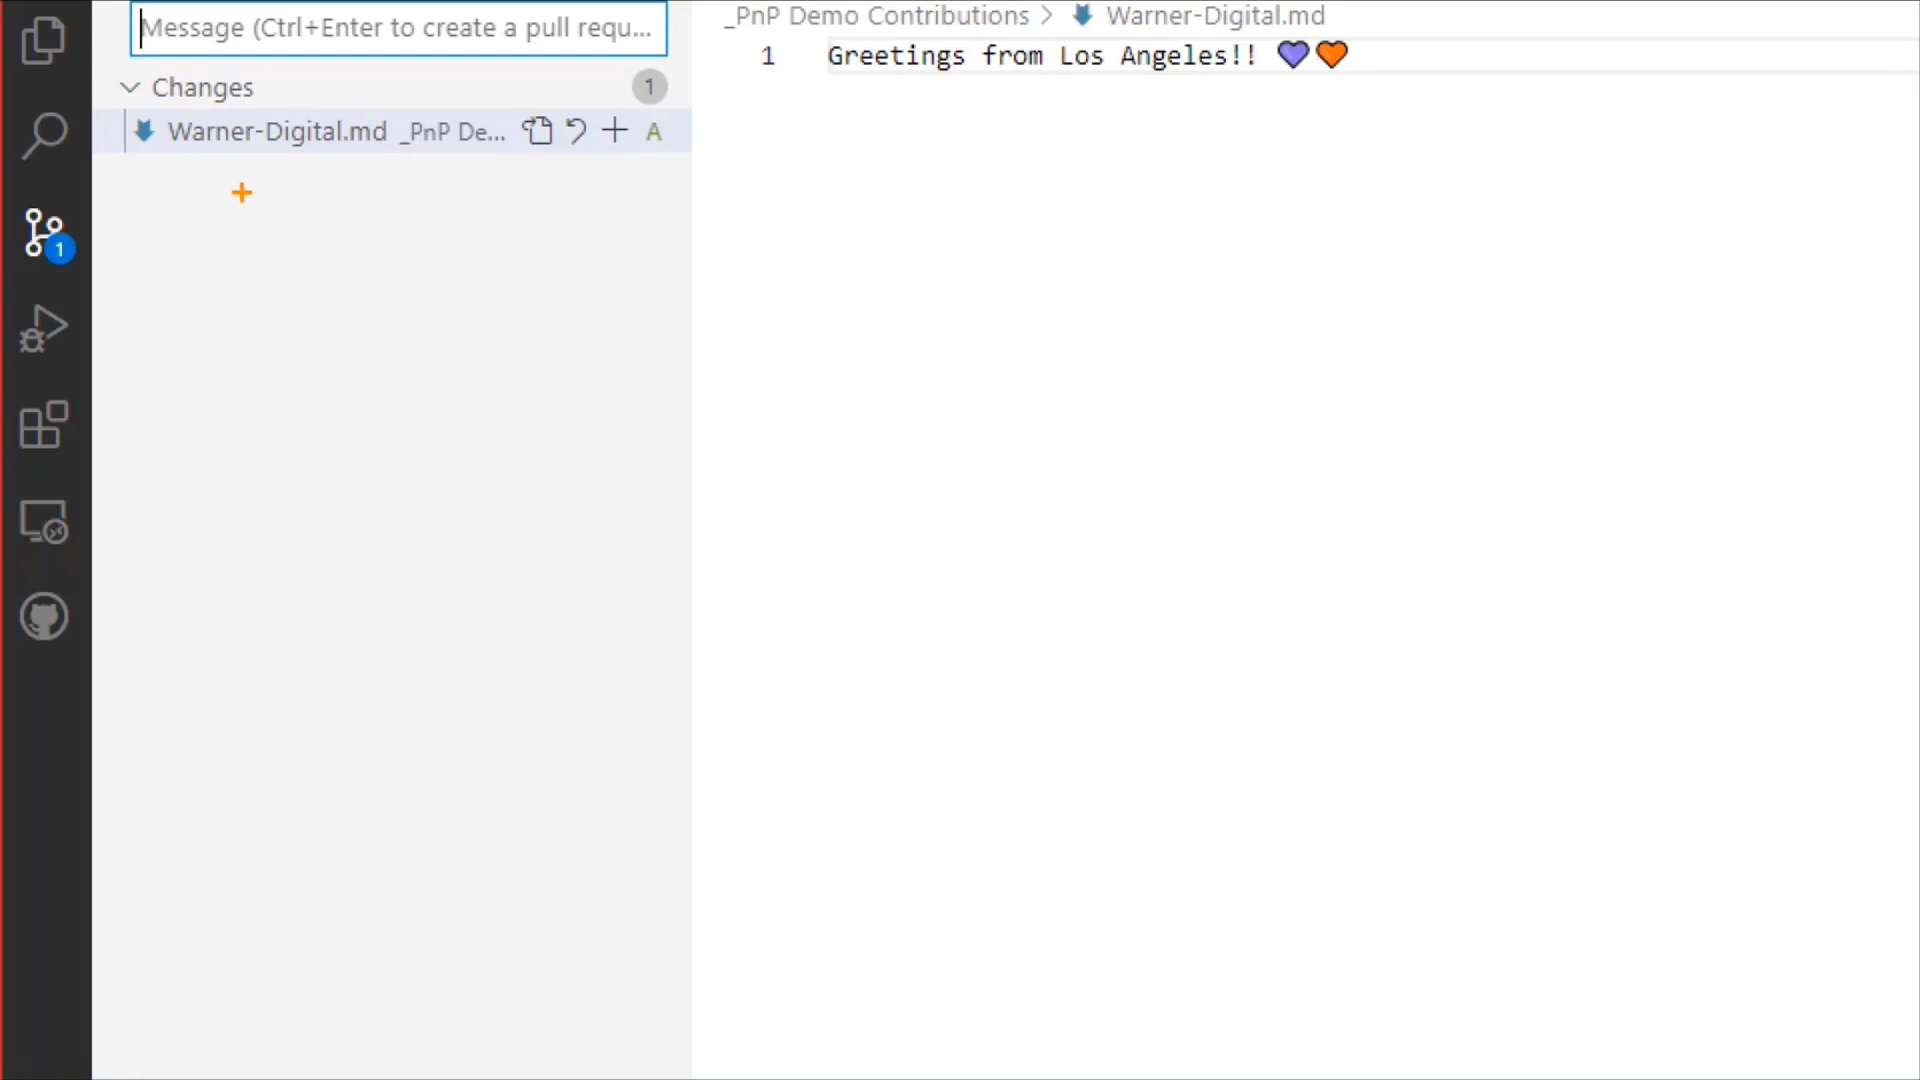 Message (Ctrl+Enter to create a pull requ...
Changes 1
Warner-Digital.md _PnP De... A
1
_PnP Demo Contributions > Warner-Digital.md
1 Greetings from Los Angeles!! 💜🧡